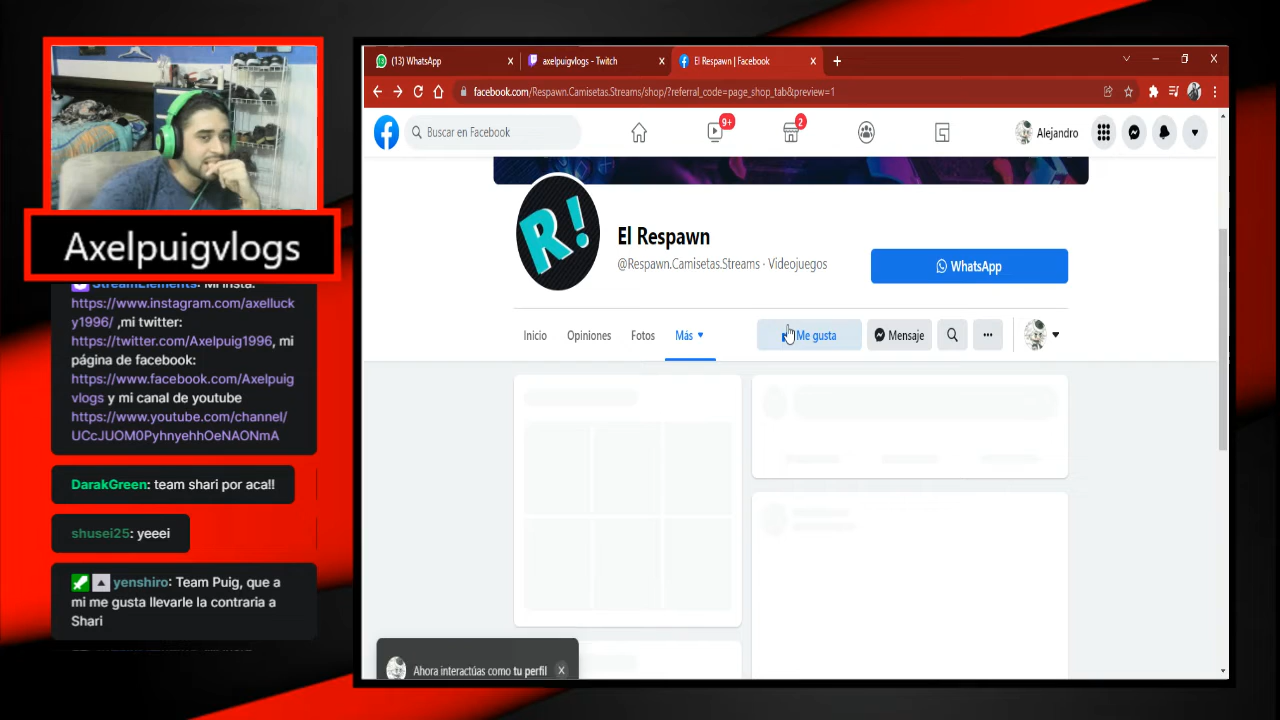 Axelpuigvlogs
StreamElements: Mi insta:
https://www.instagram.com/axelluck
y1996/ ,mi twitter:
https://twitter.com/Axelpuig1996, mi
página de facebook:
https://www.facebook.com/Axelpuig
vlogs y mi canal de youtube
https://www.youtube.com/channel/
UCcJUOM0PyhnyehhOeNAONmA
DarakGreen: team shari por aca!!
shusei25: yeeei
yenshiro: Team Puig, que a
mi me gusta llevarle la contraria a
Shari
(13) WhatsApp
axelpuigvlogs - Twitch
El Respawn | Facebook
facebook.com/Respawn.Camisetas.Streams/shop/?referral_code=page_shop_tab&preview=1
Buscar en Facebook
9+
2
Alejandro
R!
El Respawn
@Respawn.Camisetas.Streams · Videojuegos
WhatsApp
Inicio
Opiniones
Fotos
Más
Me gusta
Mensaje
Ahora interactúas como tu perfil